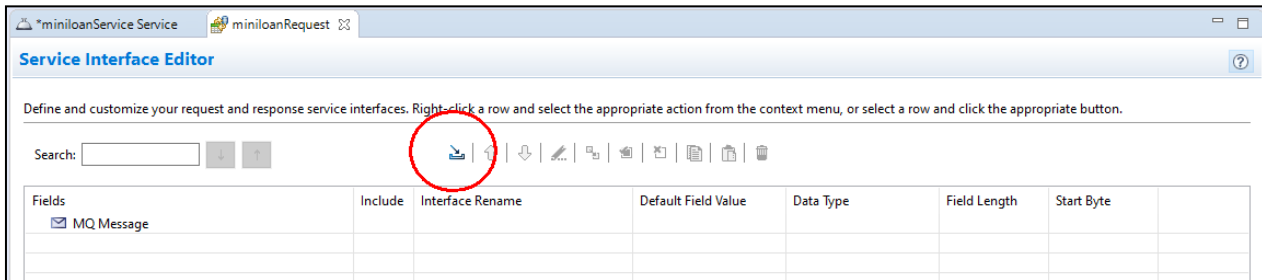 *miniloanService Service miniloanRequest
Service Interface Editor
Define and customize your request and response service interfaces. Right-click a row and select the appropriate action from the context menu, or select a row and click the appropriate button.
Search:
Fields Include Interface Rename Default Field Value Data Type Field Length Start Byte
MQ Message